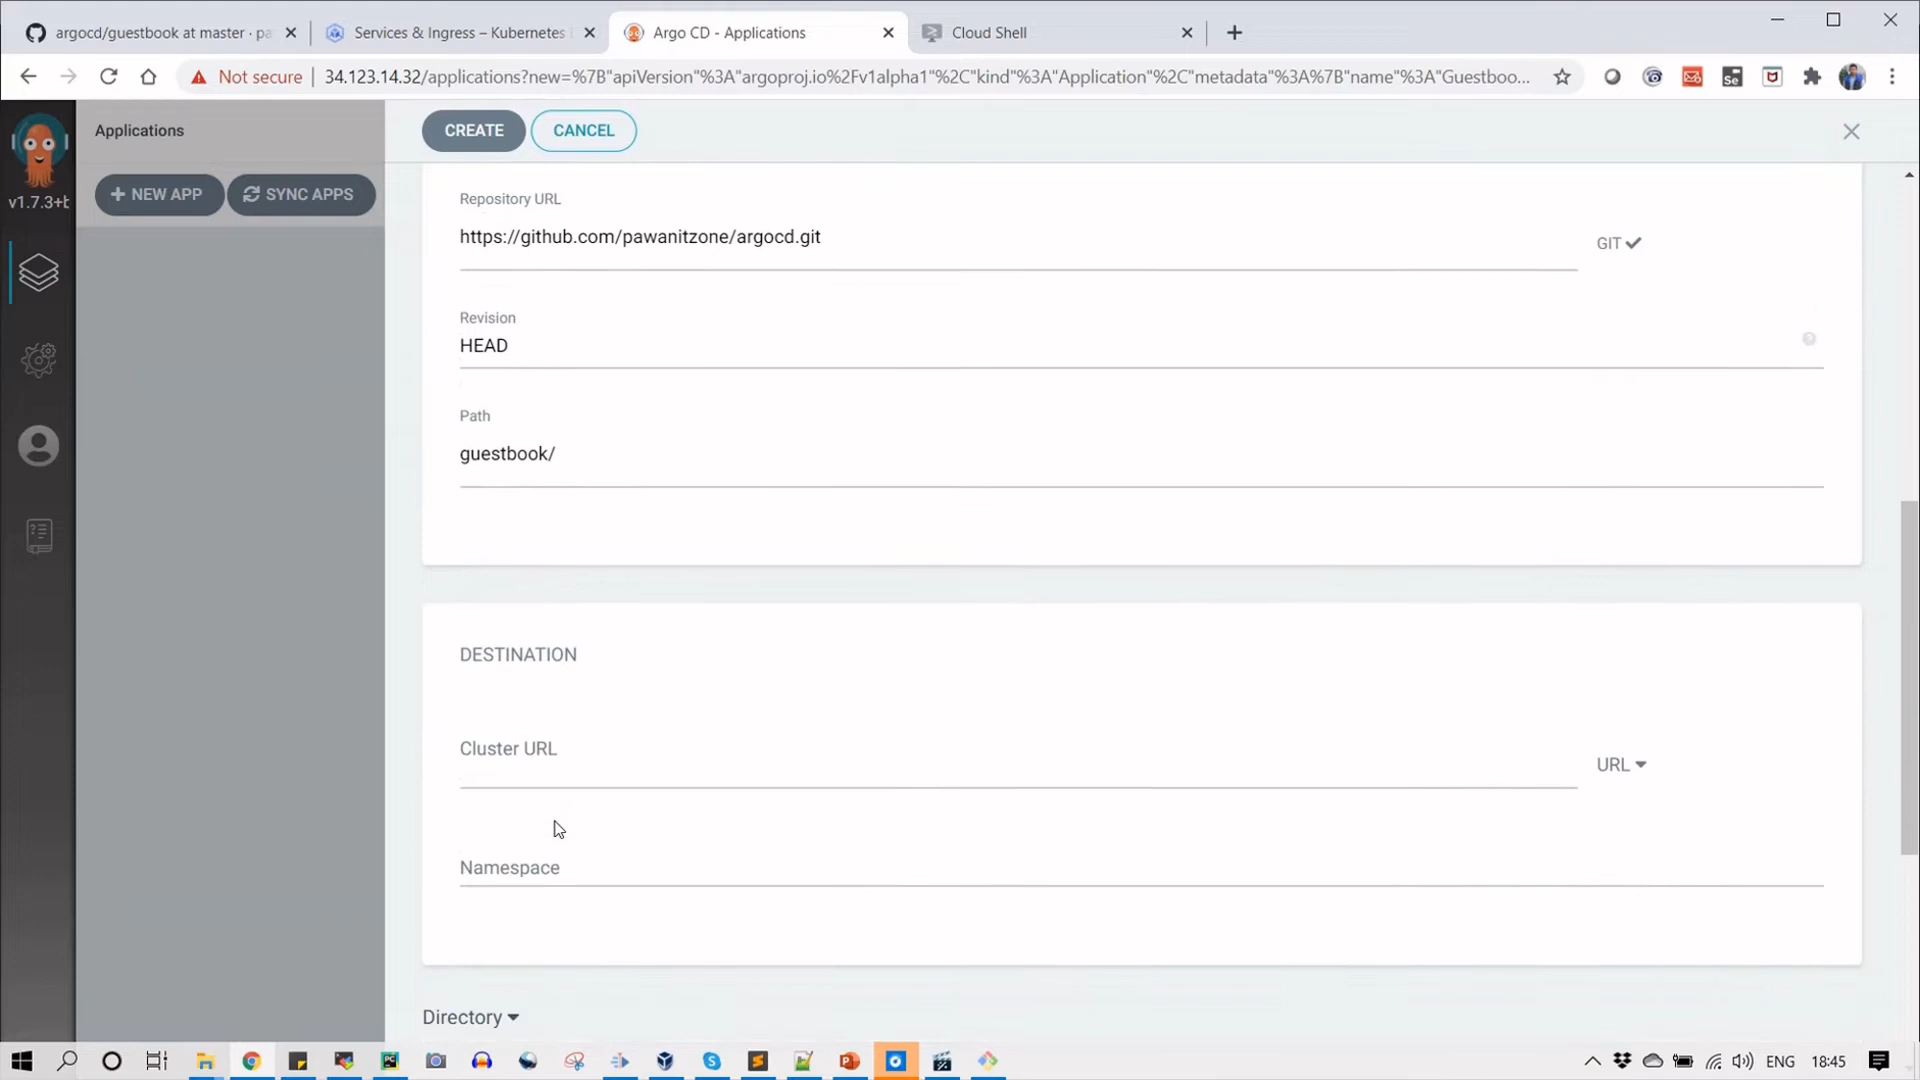 argocd/guestbook at master · pa
Services & Ingress – Kubernetes
Argo CD - Applications
Cloud Shell
Not secure
34.123.14.32/applications?new=%7B"apiVersion"%3A"argoproj.io%2Fv1alpha1"%2C"kind"%3A"Application"%2C"metadata"%3A%7B"name"%3A"Guestboo...
Se
v1.7.3+b
Applications
CREATE
CANCEL
NEW APP
SYNC APPS
Repository URL
https://github.com/pawanitzone/argocd.git
GIT
Revision
HEAD
Path
guestbook/
DESTINATION
Cluster URL
URL
Namespace
Directory
ENG
18:45